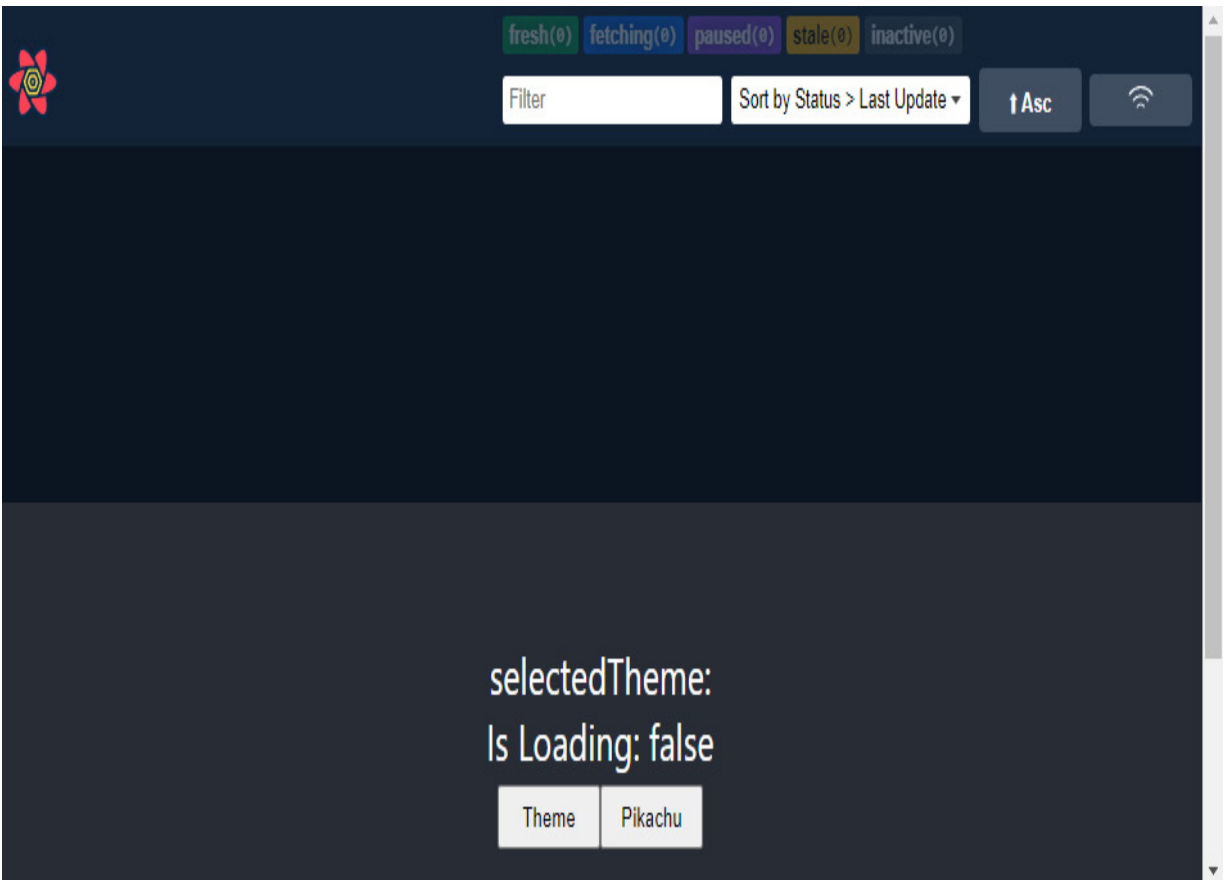 fresh(0) fetching(0) paused(0) stale(0) inactive(0)
Filter Sort by Status > Last Update ↑ Asc
selectedTheme:
Is Loading: false
Theme Pikachu